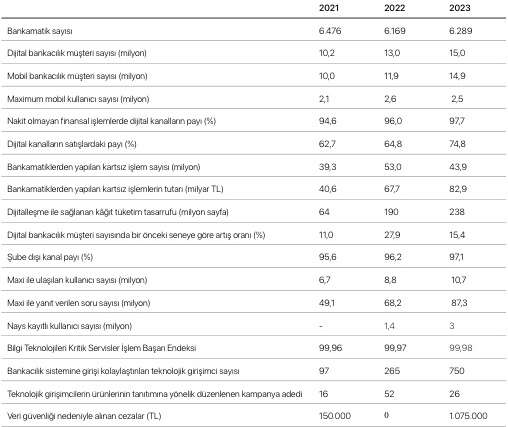 2021 2022 2023
Bankamatik sayısı 6.476 6.169 6.289
Dijital bankacılık müşteri sayısı (milyon) 10,2 13,0 15,0
Mobil bankacılık müşteri sayısı (milyon) 10,0 11,9 14,9
Maximum mobil kullanıcı sayısı (milyon) 2,1 2,6 2,5
Nakit olmayan finansal işlemlerde dijital kanalların payı (%) 94,6 96,0 97,7
Dijital kanalların satışlardaki payı (%) 62,7 64,8 74,8
Bankamatiklerden yapılan kartsız işlem sayısı (milyon) 39,3 53,0 43,9
Bankamatiklerden yapılan kartsız işlemlerin tutarı (milyar TL) 40,6 67,7 82,9
Dijitalleşme ile sağlanan kâğıt tüketim tasarrufu (milyon sayfa) 64 190 238
Dijital bankacılık müşteri sayısında bir önceki seneye göre artış oranı (%) 11,0 27,9 15,4
Şube dışı kanal payı (%) 95,6 96,2 97,1
Maxi ile ulaşılan kullanıcı sayısı (milyon) 6,7 8,8 10,7
Maxi ile yanıt verilen soru sayısı (milyon) 49,1 68,2 87,3
Nays kayıtlı kullanıcı sayısı (milyon) - 1,4 3
Bilgi Teknolojileri Kritik Servisler İşlem Başarı Endeksi 99,96 99,97 99,98
Bankacılık sistemine girişi kolaylaştırılan teknolojik girişimci sayısı 97 265 750
Teknolojik girişimcilerin ürünlerinin tanıtımına yönelik düzenlenen kampanya adedi 16 52 26
Veri güvenliği nedeniyle alınan cezalar (TL) 150.000 0 1.075.000